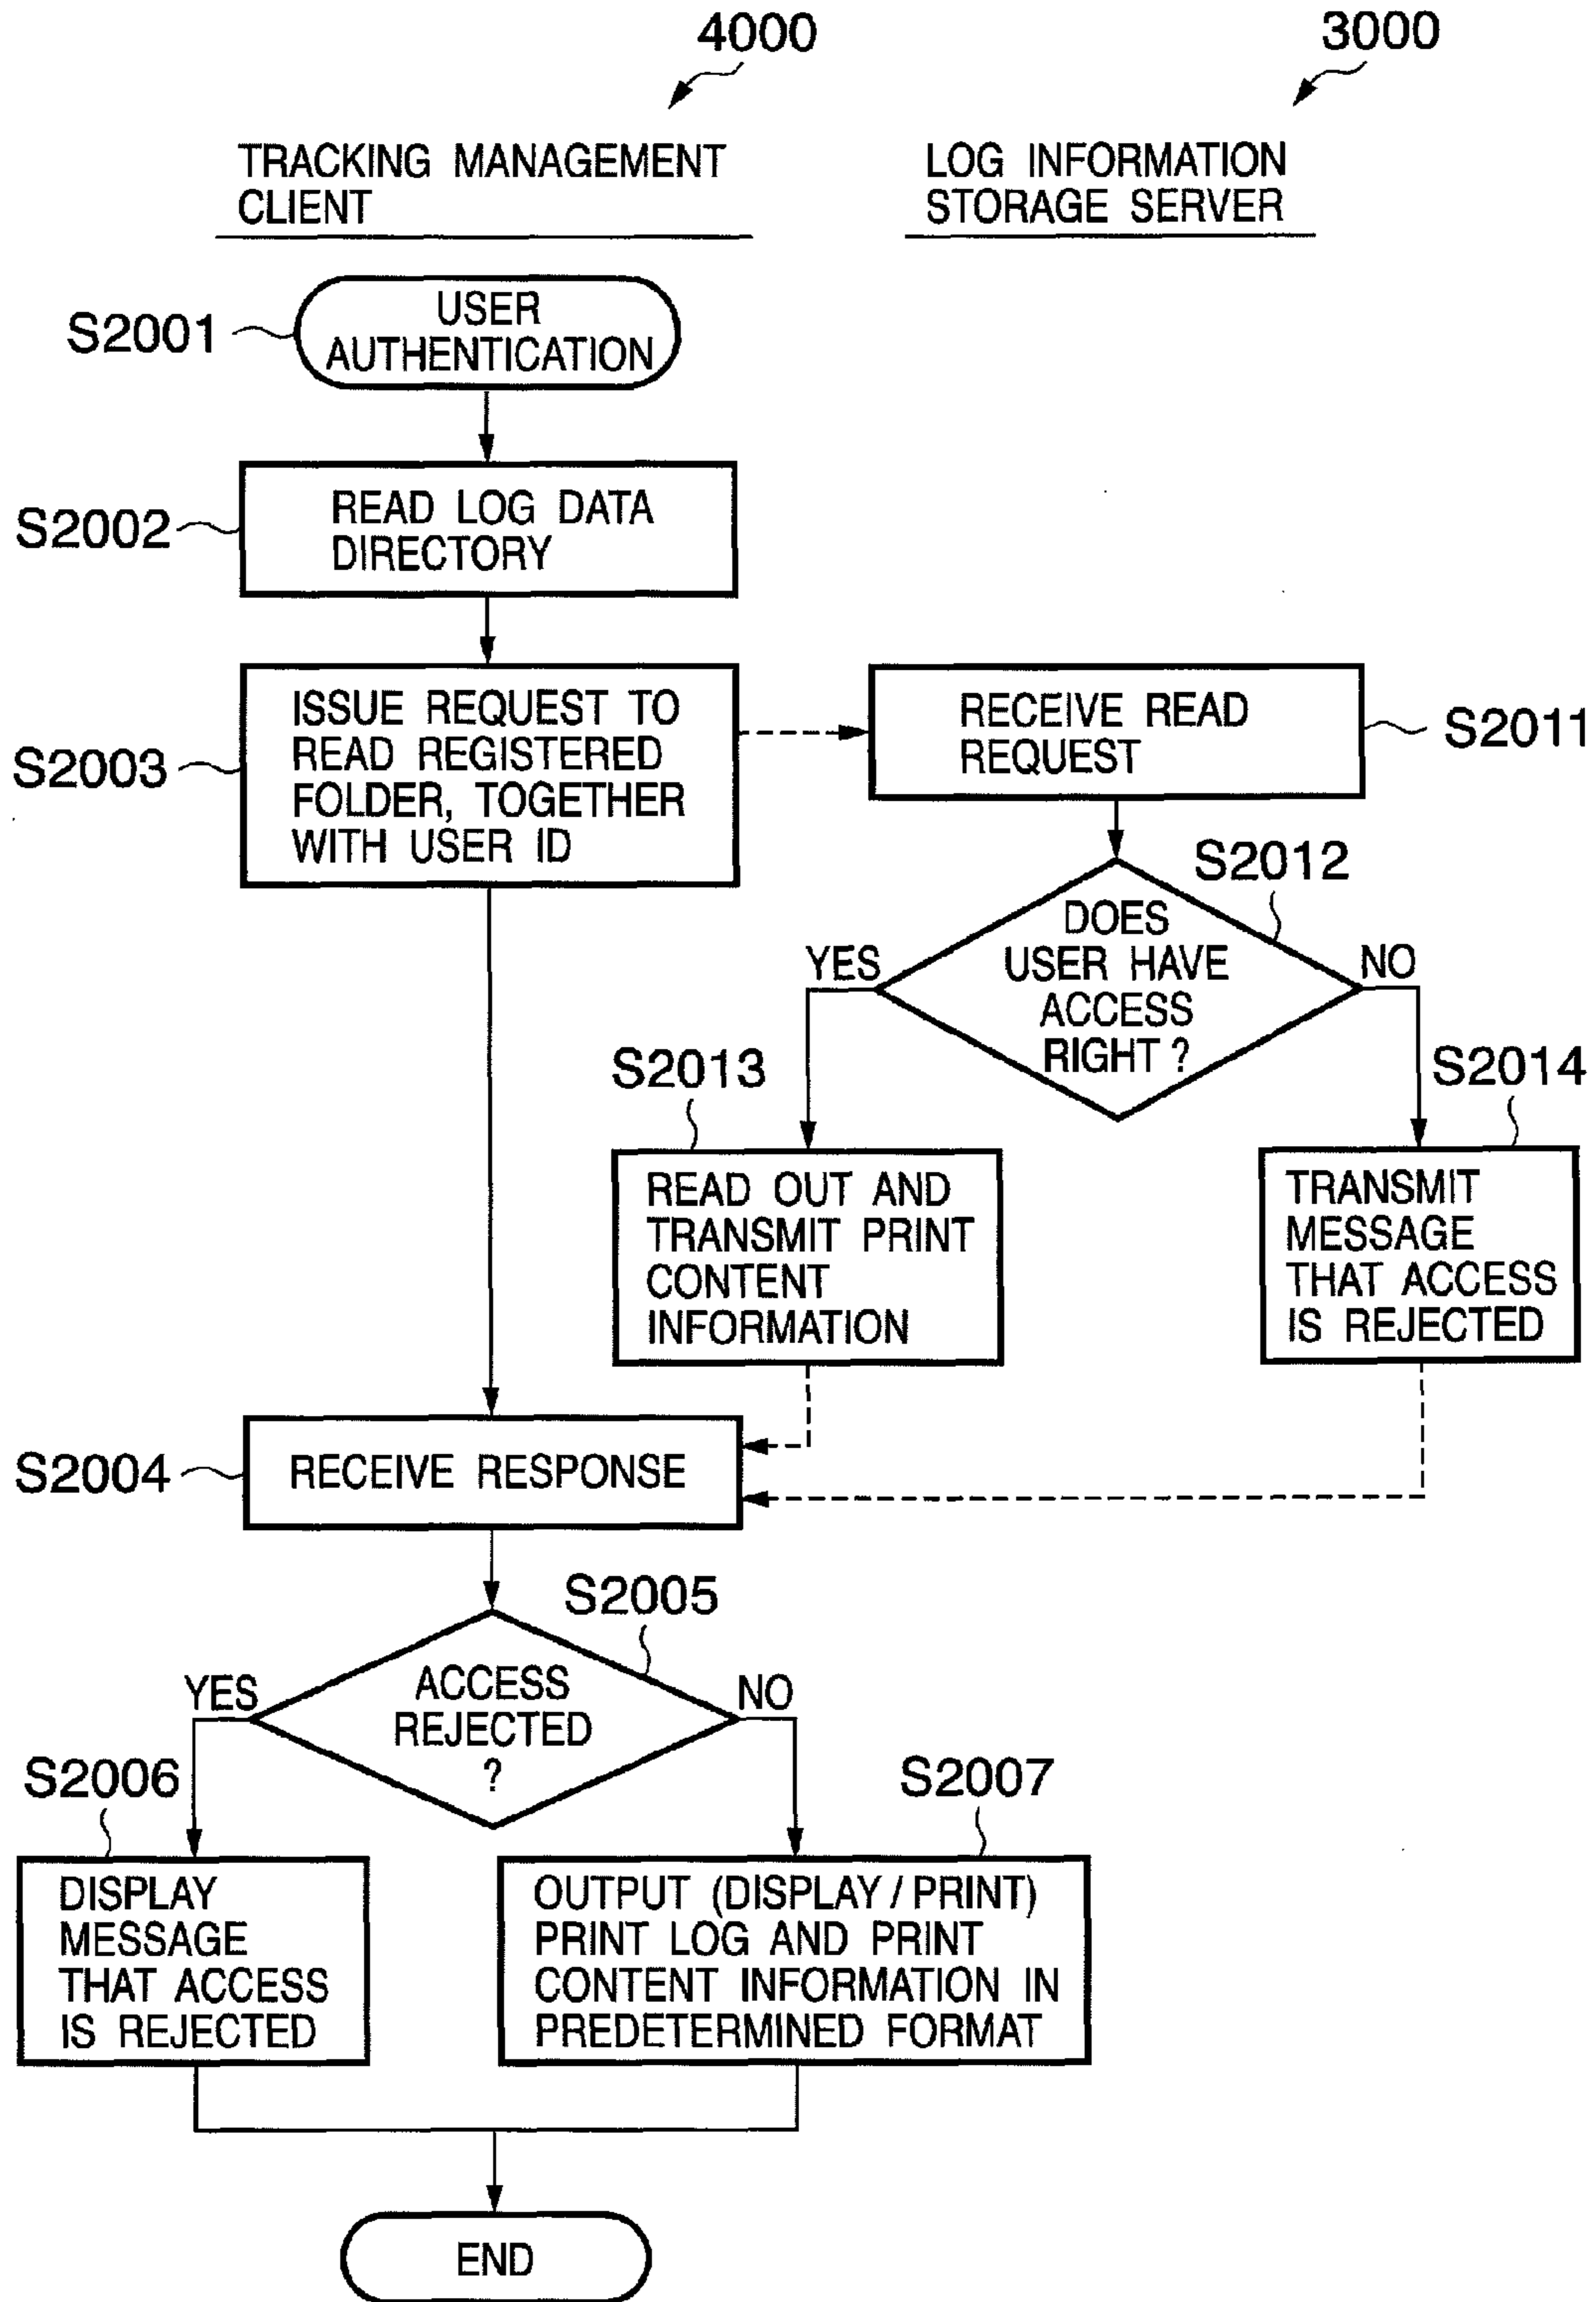 4000
3000
TRACKING MANAGEMENT
CLIENT
LOG INFORMATION
STORAGE SERVER
S2001
USER
AUTHENTICATION
S2002
READ LOG DATA
DIRECTORY
S2003
ISSUE REQUEST TO
READ REGISTERED
FOLDER, TOGETHER
WITH USER ID
RECEIVE READ
REQUEST
S2011
S2012
DOES
USER HAVE
ACCESS
RIGHT ?
YES
NO
S2013
S2014
READ OUT AND
TRANSMIT PRINT
CONTENT
INFORMATION
TRANSMIT
MESSAGE
THAT ACCESS
IS REJECTED
S2004
RECEIVE RESPONSE
S2005
ACCESS
REJECTED
?
YES
NO
S2006
S2007
DISPLAY
MESSAGE
THAT ACCESS
IS REJECTED
OUTPUT (DISPLAY / PRINT)
PRINT LOG AND PRINT
CONTENT INFORMATION IN
PREDETERMINED FORMAT
END